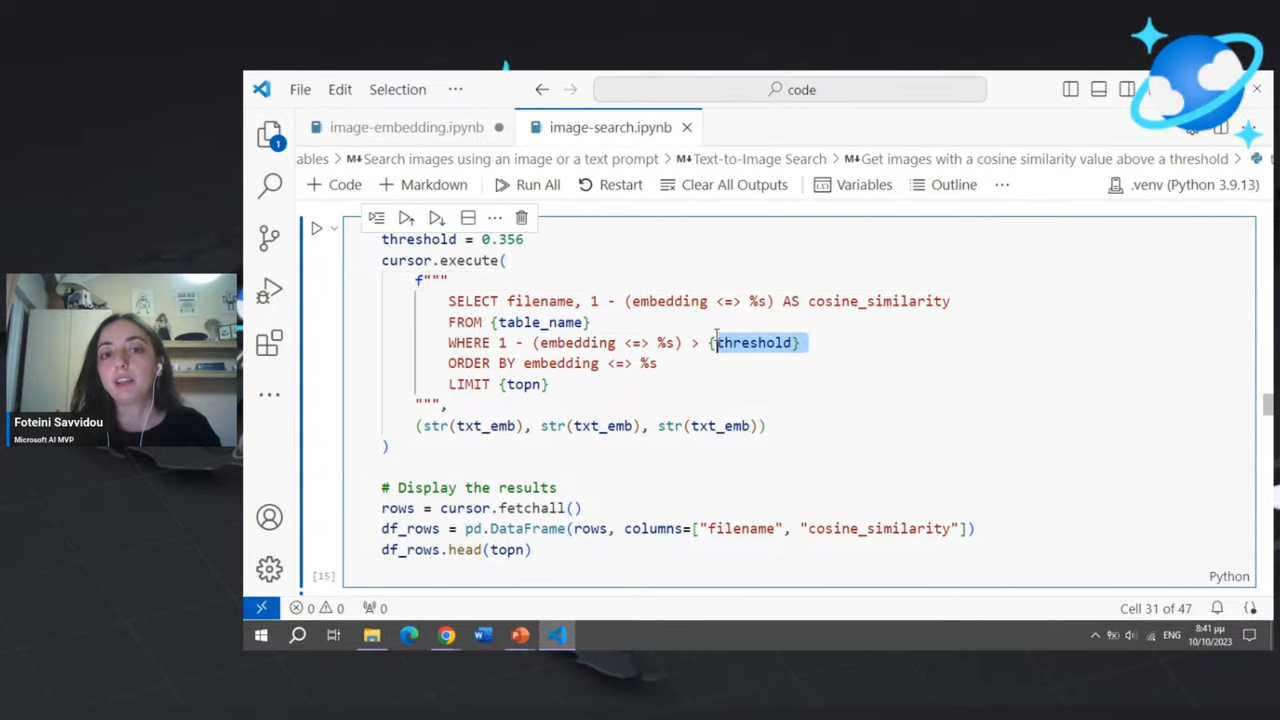 File Edit Selection ··· code
image-embedding.ipynb image-search.ipynb
ables > Search images using an image or a text prompt > Text-to-Image Search > Get images with a cosine similarity value above a threshold >
+ Code + Markdown Run All Restart Clear All Outputs Variables Outline ··· .venv (Python 3.9.13)
threshold = 0.356
cursor.execute(
f"""
SELECT filename, 1 - (embedding <=> %s) AS cosine_similarity
FROM {table_name}
WHERE 1 - (embedding <=> %s) > {threshold}
ORDER BY embedding <=> %s
LIMIT {topn}
""",
(str(txt_emb), str(txt_emb), str(txt_emb))
)
# Display the results
rows = cursor.fetchall()
df_rows = pd.DataFrame(rows, columns=["filename", "cosine_similarity"])
df_rows.head(topn)
[15] Python
1
Foteini Savvidou
Microsoft AI MVP
0 0 0 Cell 31 of 47
ENG 8:41 μμ
10/10/2023